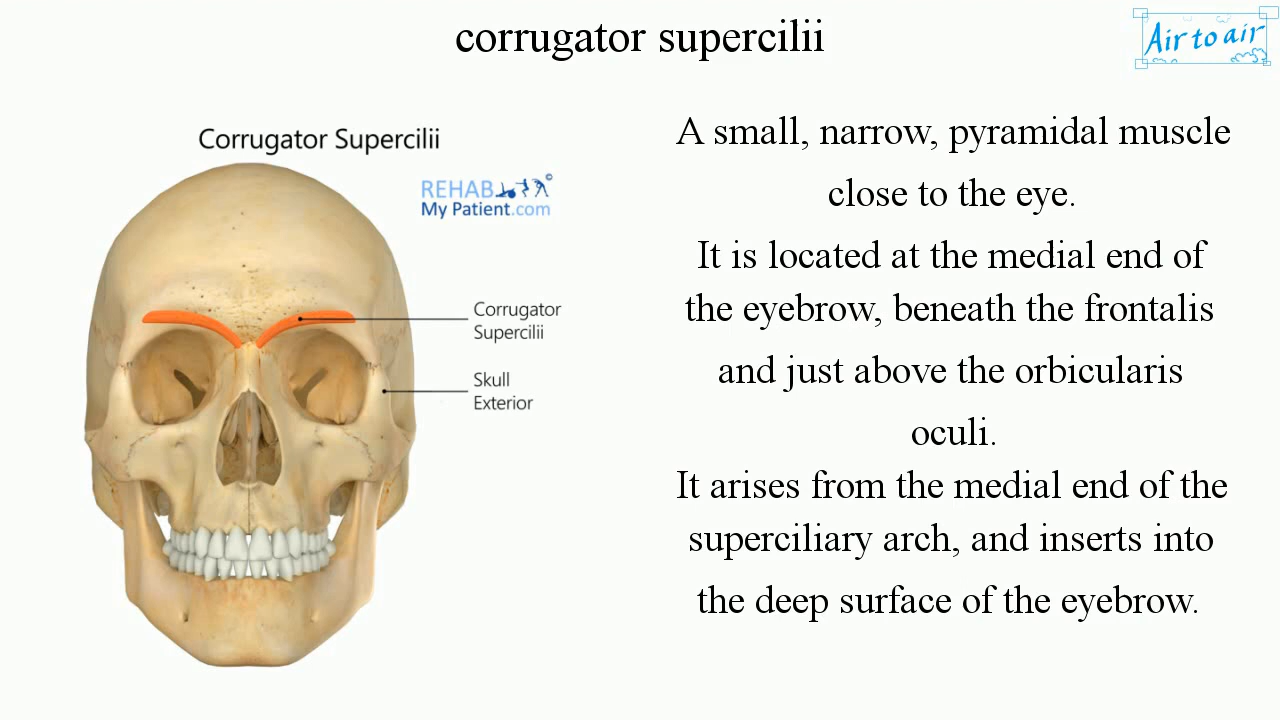 corrugator supercilii
Air to air
Corrugator Supercilii
REHAB
My Patient.com
©
Corrugator
Supercilii
Skull
Exterior
A small, narrow, pyramidal muscle
close to the eye.
It is located at the medial end of
the eyebrow, beneath the frontalis
and just above the orbicularis
oculi.
It arises from the medial end of the
superciliary arch, and inserts into
the deep surface of the eyebrow.